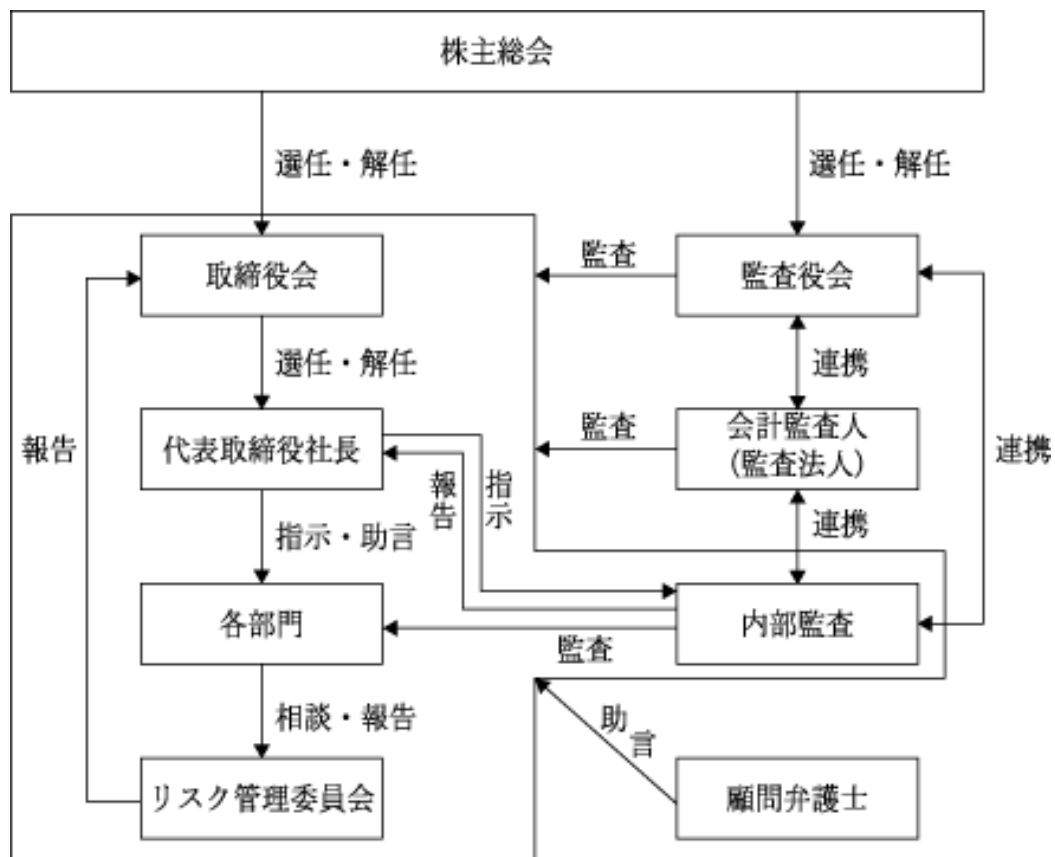 株主総会
選任・解任
選任・解任
取締役会
監査
監査役会
選任・解任
連携
報告
代表取締役社長
監査
会計監査人
(監査法人)
連携
報告
指示
指示・助言
連携
各部門
内部監査
監査
相談・報告
助言
リスク管理委員会
顧問弁護士